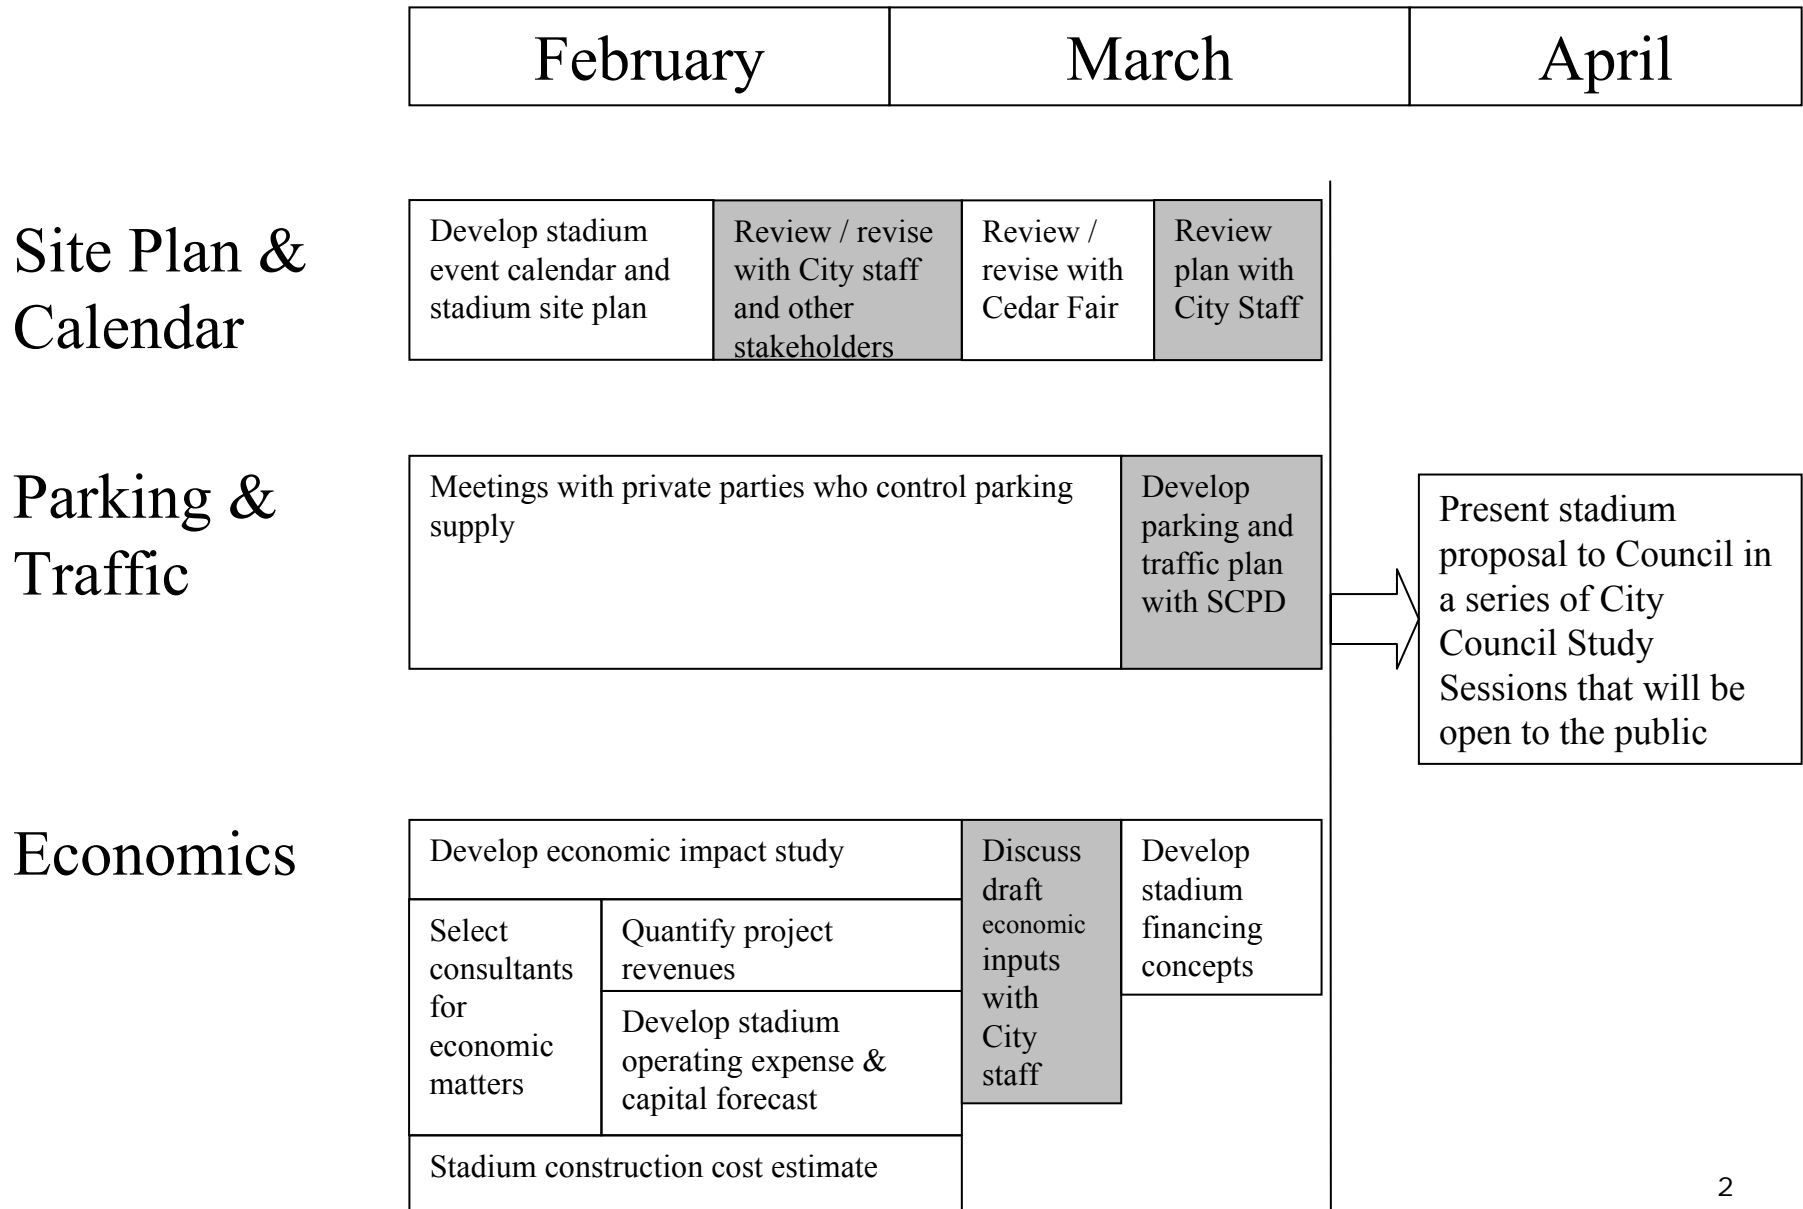 February
March
April
Site Plan &
Calendar
Develop stadium
event calendar and
stadium site plan
Review / revise
with City staff
and other
stakeholders
Review /
revise with
Cedar Fair
Review
plan with
City Staff
Parking &
Traffic
Meetings with private parties who control parking
supply
Develop
parking and
traffic plan
with SCPD
Present stadium
proposal to Council in
a series of City
Council Study
Sessions that will be
open to the public
Economics
Develop economic impact study
Select
consultants
for
economic
matters
Quantify project
revenues
Develop stadium
operating expense &
capital forecast
Stadium construction cost estimate
Discuss
draft
economic
inputs
with
City
staff
Develop
stadium
financing
concepts
2